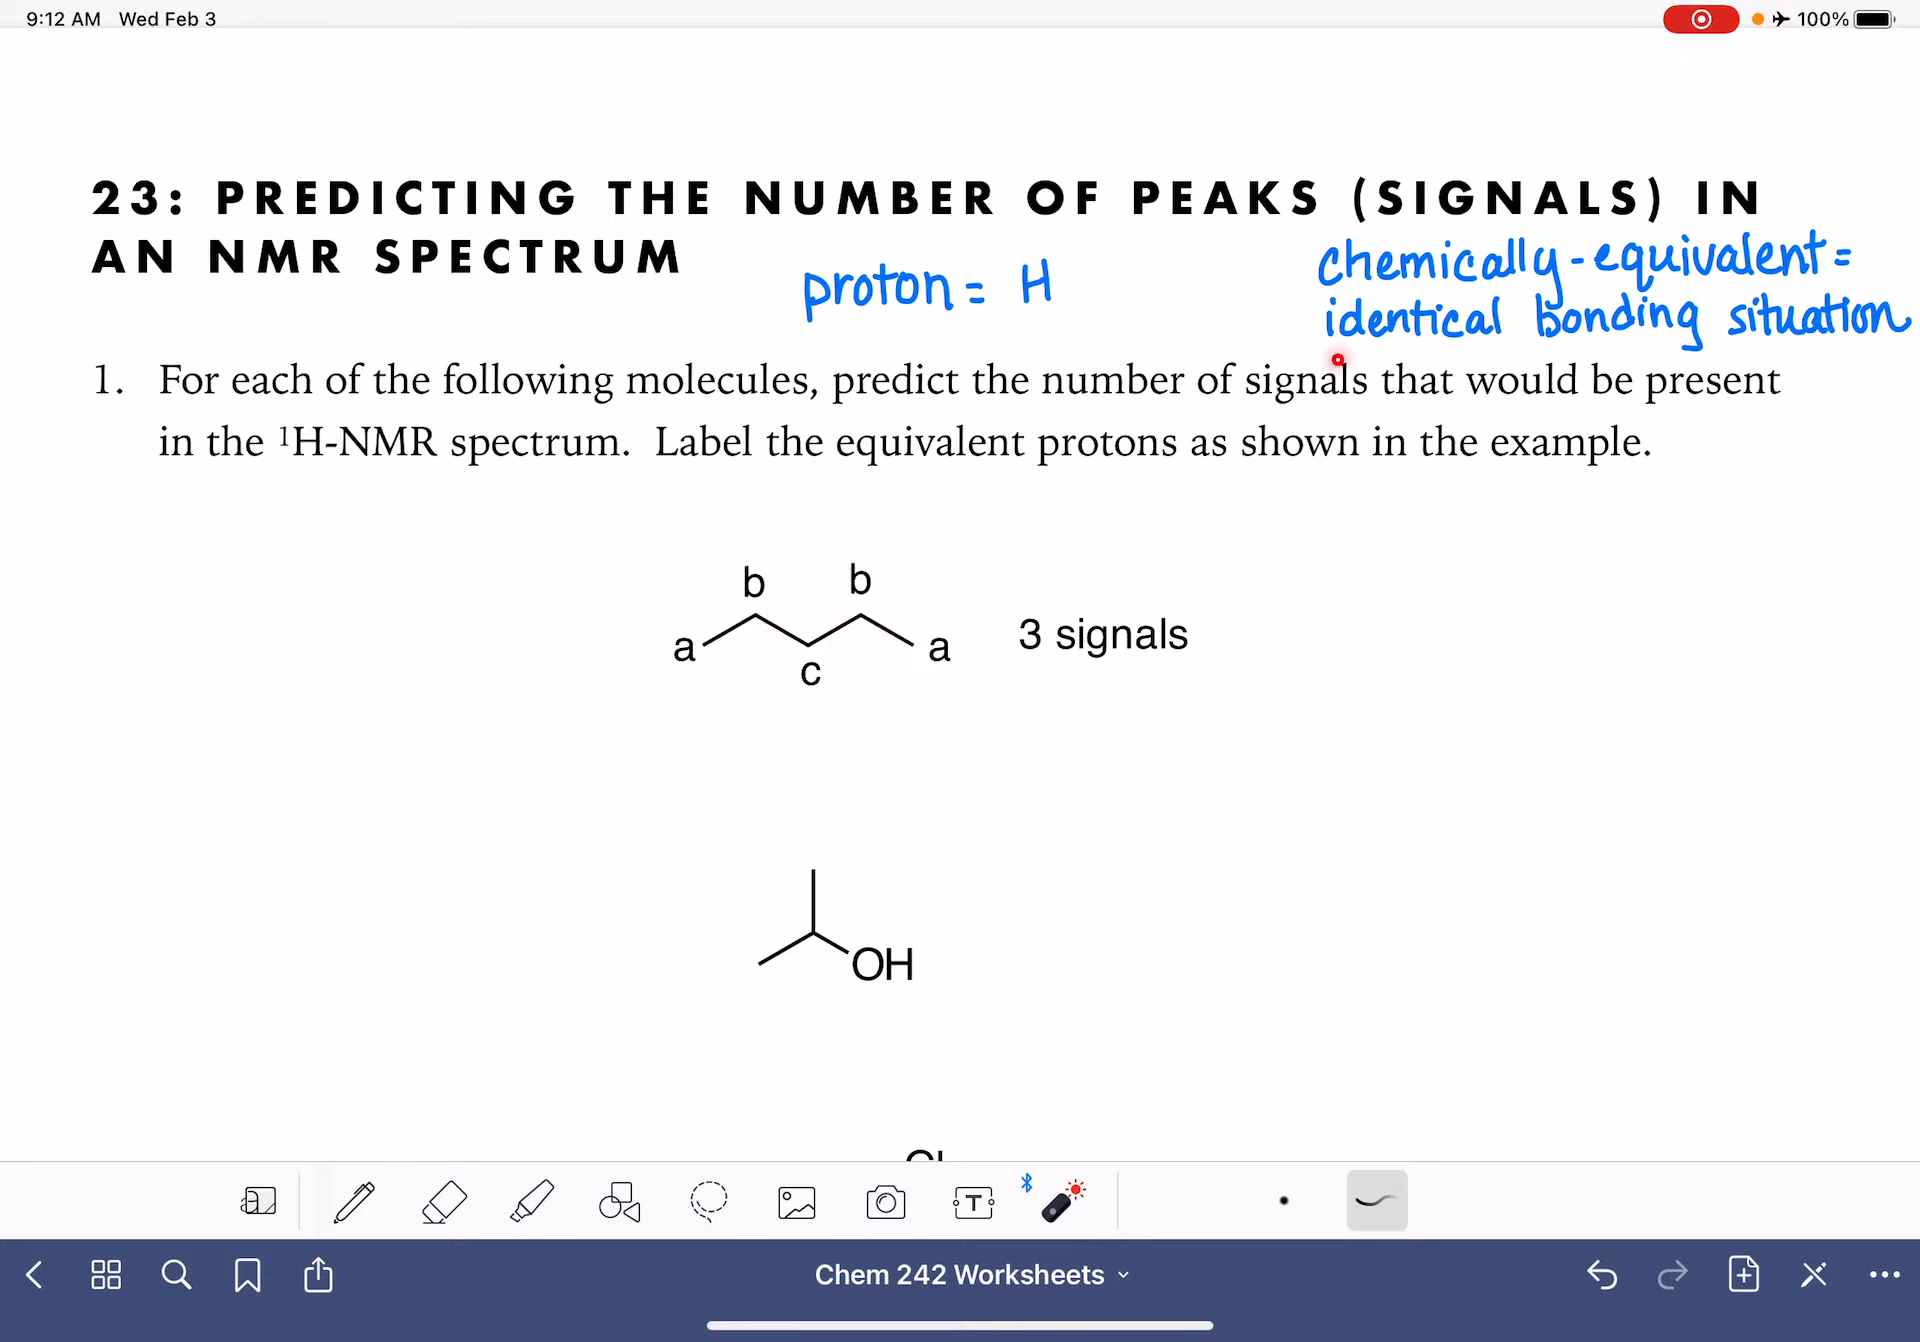 9:12 AM Wed Feb 3
100%
23: PREDICTING THE NUMBER OF PEAKS (SIGNALS) IN
AN NMR SPECTRUM
proton = H
chemically-equivalent =
identical bonding situation
1. For each of the following molecules, predict the number of signals that would be present
in the ¹H-NMR spectrum. Label the equivalent protons as shown in the example.
b b
a a 3 signals
c
OH
Chem 242 Worksheets